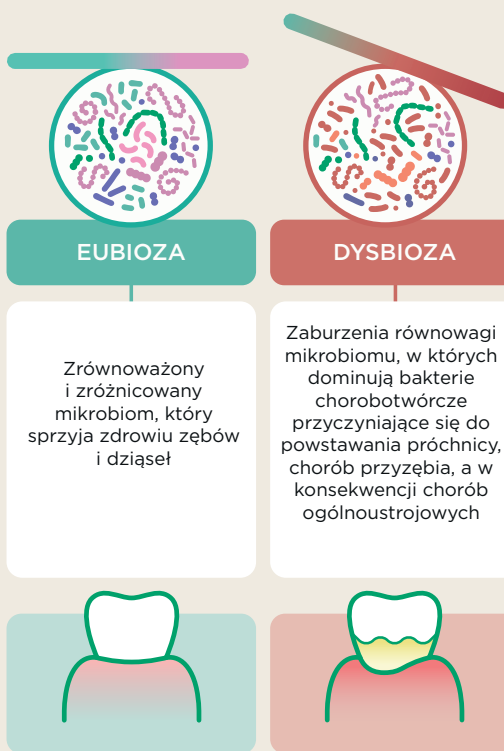 EUBIOZA
Zrównoważony
i zróżnicowany
mikrobiom, który
sprzyja zdrowiu zębów
i dziąseł
DYSBIOZA
Zaburzenia równowagi
mikrobiomu, w których
dominują bakterie
chorobotwórcze
przyczyniające się do
powstawania próchnicy,
chorób przyzębia, a w
konsekwencji chorób
ogólnoustrojowych